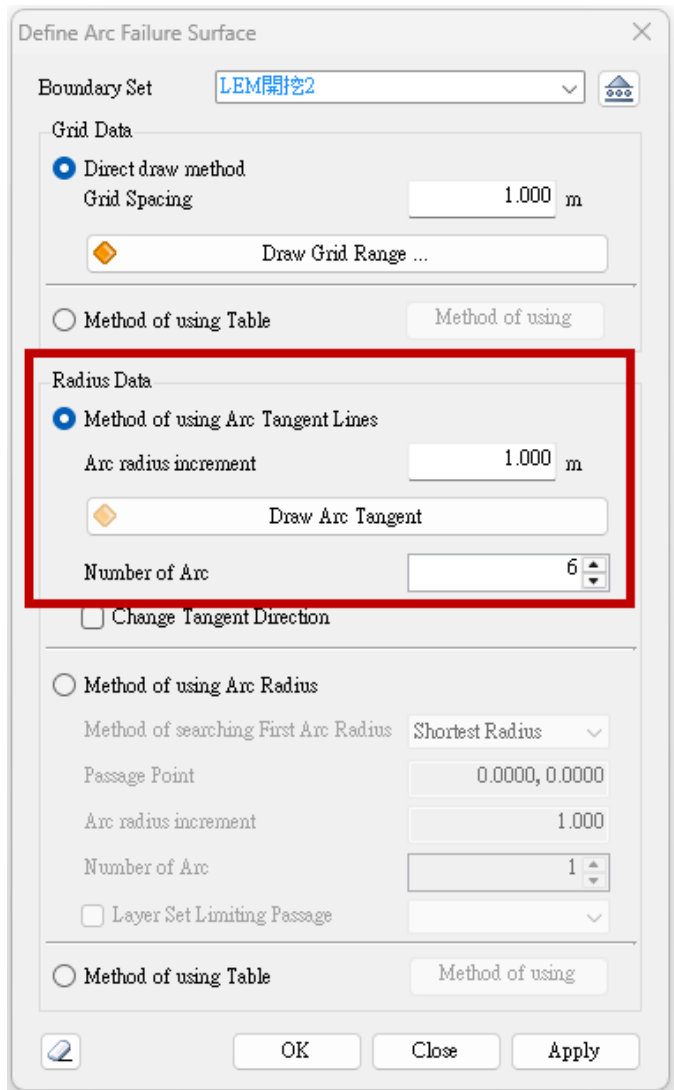 Define Arc Failure Surface
Boundary Set LEM開挖2
Grid Data
Direct draw method
Grid Spacing 1.000 m
Draw Grid Range ...
Method of using Table Method of using
Radius Data
Method of using Arc Tangent Lines
Arc radius increment 1.000 m
Draw Arc Tangent
Number of Arc 6
Change Tangent Direction
Method of using Arc Radius
Method of searching First Arc Radius Shortest Radius
Passage Point 0.0000, 0.0000
Arc radius increment 1.000
Number of Arc 1
Layer Set Limiting Passage
Method of using Table Method of using
OK Close Apply